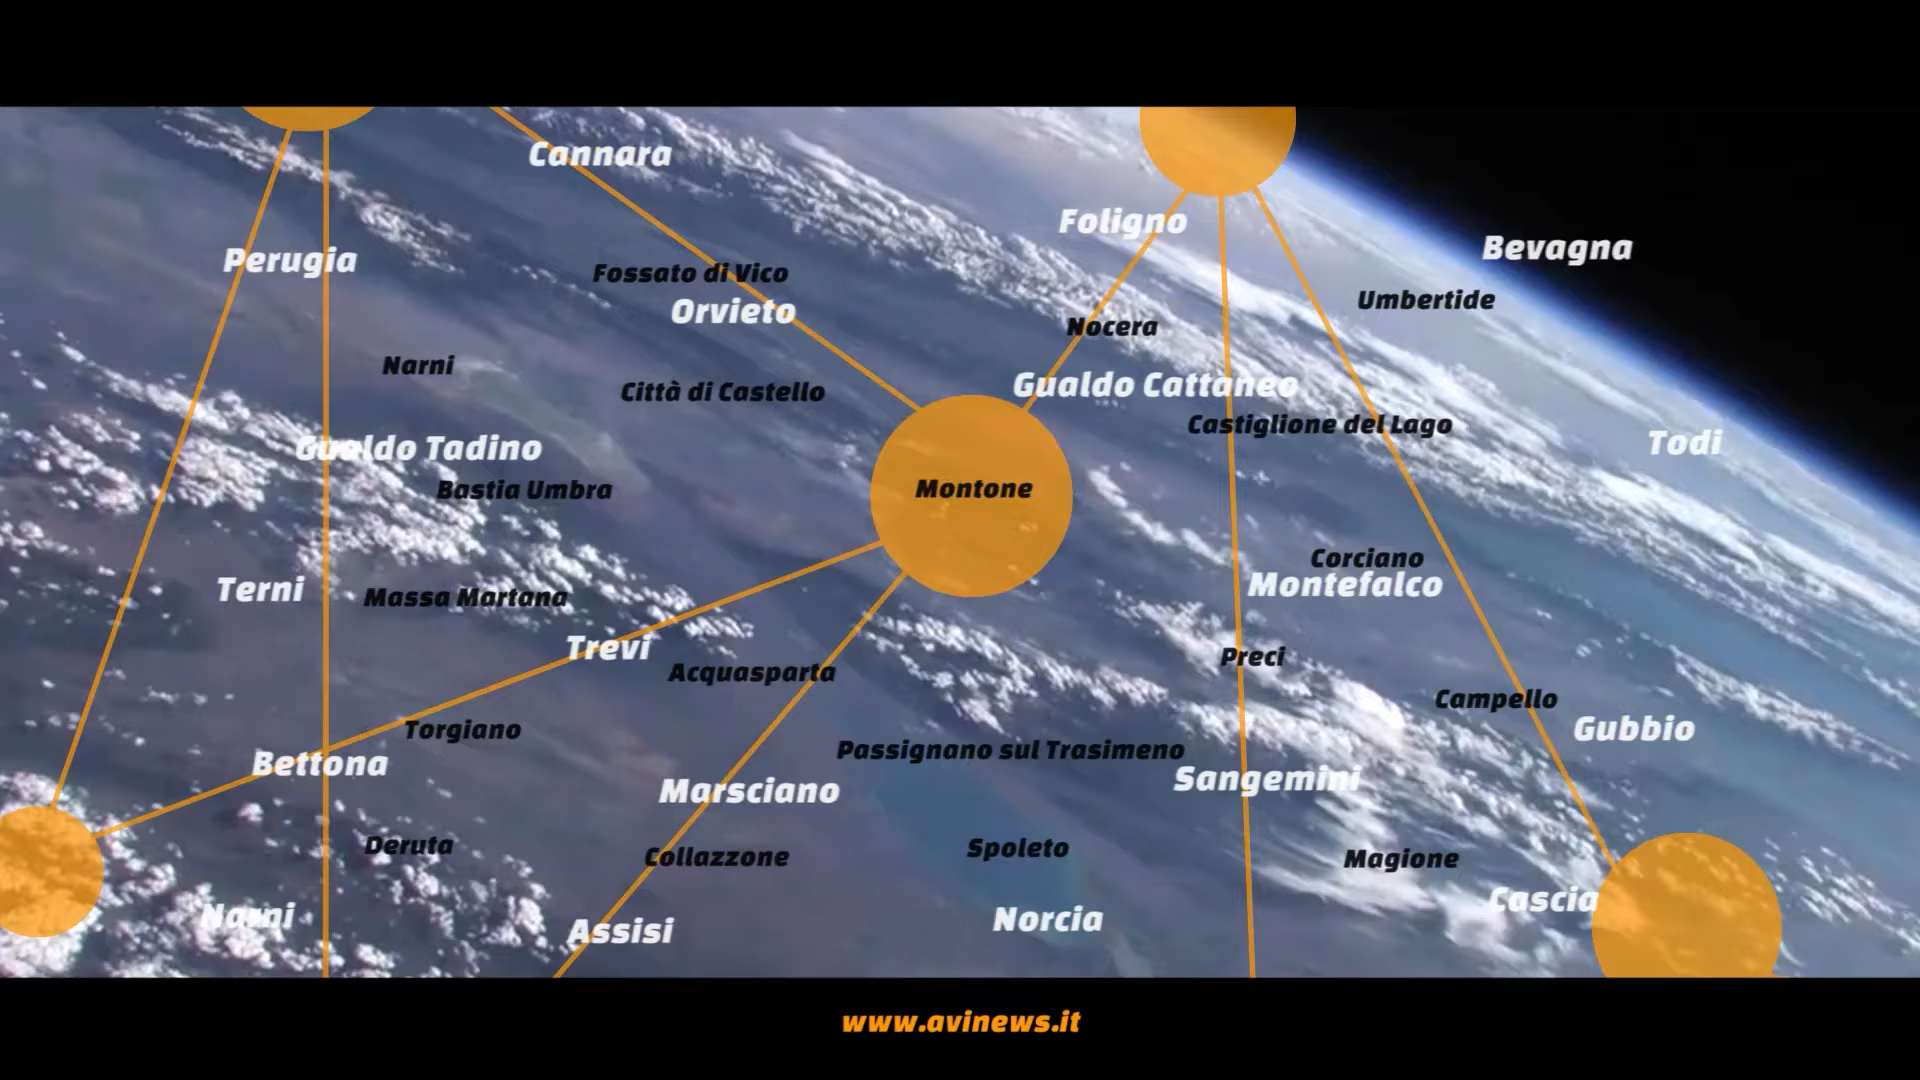 Cannara
Foligno
Bevagna
Perugia
Fossato di Vico
Umbertide
Orvieto
Nocera
Narni
Città di Castello
Gualdo Cattaneo
Castiglione del Lago
Todi
Gualdo Tadino
Bastia Umbra
Montone
Corciano
Montefalco
Terni
Massa Martana
Trevi
Preci
Acquasparta
Campello
Torgiano
Gubbio
Passignano sul Trasimeno
Bettona
Sangemini
Marsciano
Deruta
Spoleto
Collazzone
Magione
Cascia
Narni
Norcia
Assisi
www.avinews.it